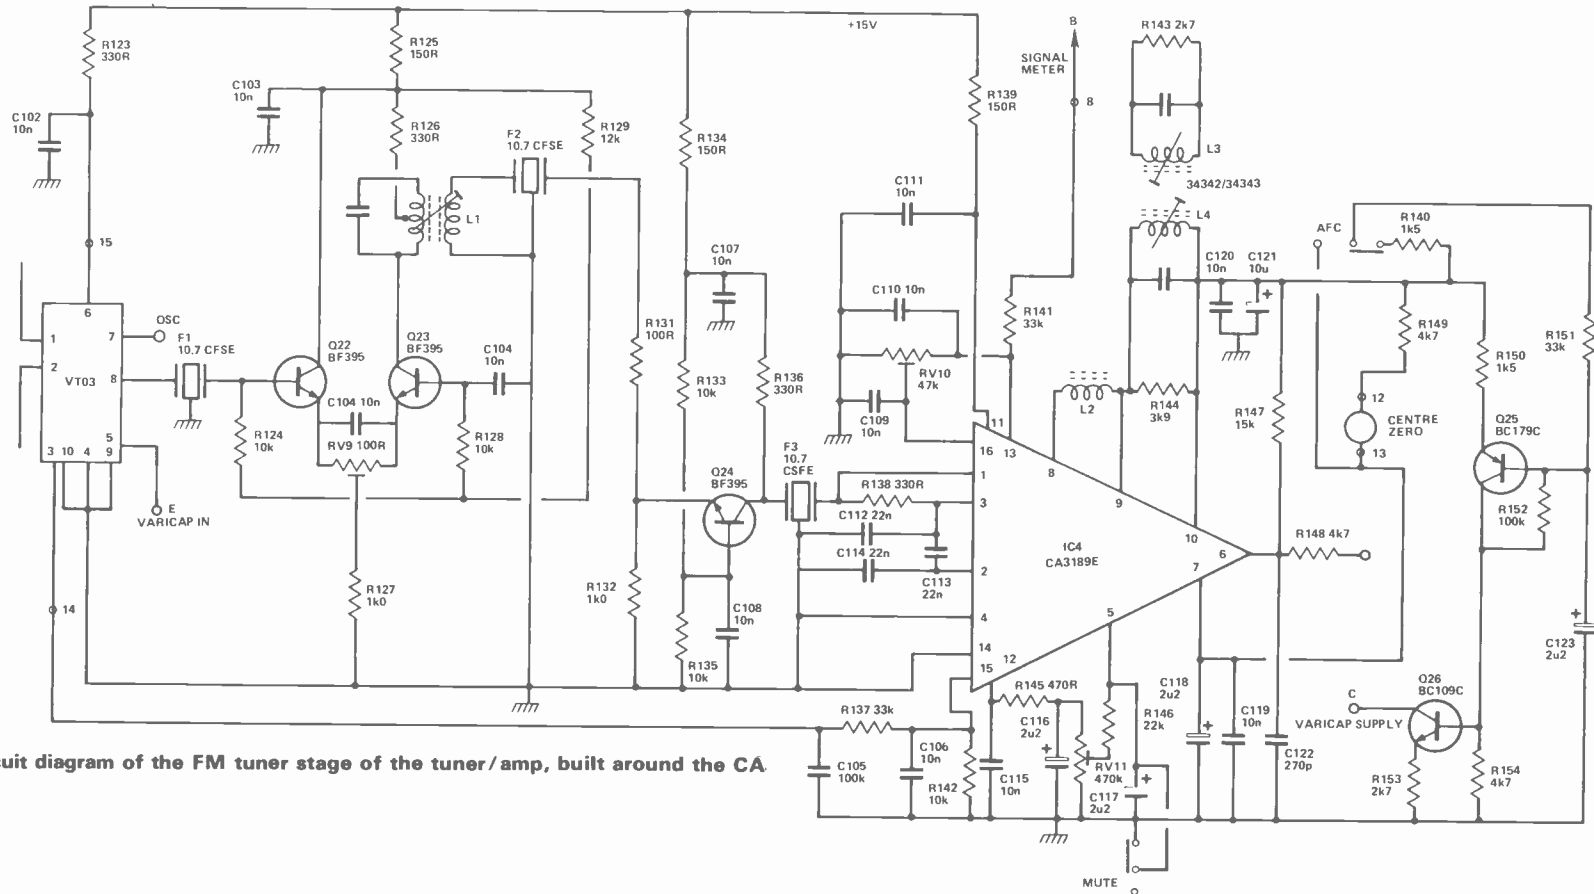 +15V
R123
330R
R125
150R
C103
10n
C102
10n
R126
330R
F2
10.7 CFSE
R129
12k
R134
150R
R139
150R
SIGNAL
METER
B
8
R143 2k7
L3
34342/34343
L4
C111
10n
L1
15
C107
10n
C110 10n
R141
33k
RV10
47k
C109
10n
AFC
R140
1k5
C120
10n
C121
10u
+
R149
4k7
R150
1k5
R151
33k
6
1
2
VT03
7
8
5
9
3
10
4
OSC
F1
10.7 CFSE
Q22
BF395
Q23
BF395
C104
10n
C104 10n
RV9 100R
R124
10k
R128
10k
E
VARICAP IN
R131
100R
R133
10k
R136
330R
L2
R144
3k9
R147
15k
12
CENTRE
ZERO
13
Q25
BC179C
R152
100k
Q24
BF395
F3
10.7
CSFE
R138 330R
C112 22n
C114 22n
C113
22n
11
16
13
1
3
8
9
10
2
IC4
CA3189E
6
7
4
5
14
15
12
R148 4k7
14
R127
1k0
R132
1k0
C108
10n
R135
10k
C123
2u2
+
R137 33k
C105
100k
C106
10n
R142
10k
R145 470R
C115
10n
C116
2u2
+
RV11
470k
R146
22k
C117
2u2
+
C118
2u2
+
C119
10n
C122
270p
C
VARICAP SUPPLY
Q26
BC109C
R153
2k7
R154
4k7
MUTE
uit diagram of the FM tuner stage of the tuner/amp, built around the CA